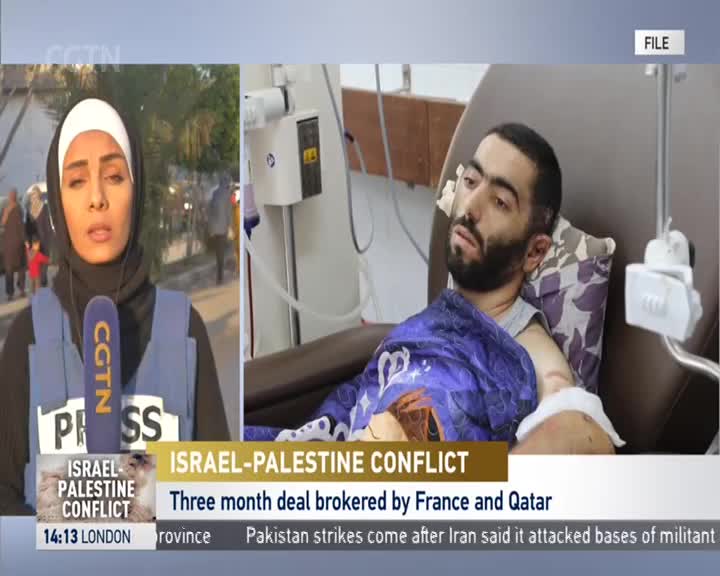 CGTN
FILE
CGTN
PRESS
ISRAEL-
PALESTINE
CONFLICT
ISRAEL-PALESTINE CONFLICT
Three month deal brokered by France and Qatar
14:13 LONDON
province Pakistan strikes come after Iran said it attacked bases of militant